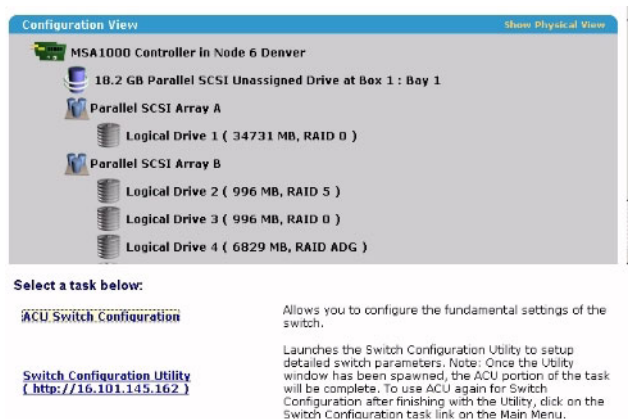 Configuration View Show Physical View
MSA1000 Controller in Node 6 Denver
18.2 GB Parallel SCSI Unassigned Drive at Box 1 : Bay 1
Parallel SCSI Array A
Logical Drive 1 ( 34731 MB, RAID 0 )
Parallel SCSI Array B
Logical Drive 2 ( 996 MB, RAID 5 )
Logical Drive 3 ( 996 MB, RAID 0 )
Logical Drive 4 ( 6829 MB, RAID ADG )
Select a task below:
ACU Switch Configuration
Allows you to configure the fundamental settings of the
switch.
Switch Configuration Utility
( http://16.101.145.162 )
Launches the Switch Configuration Utility to setup
detailed switch parameters. Note: Once the Utility
window has been spawned, the ACU portion of the task
will be complete. To use ACU again for Switch
Configuration after finishing with the Utility, click on the
Switch Configuration task link on the Main Menu.